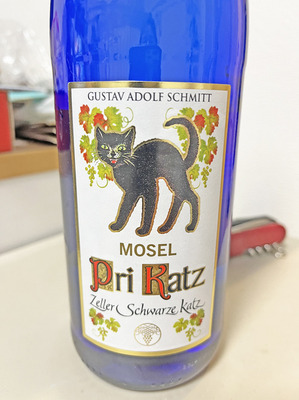 GUSTAV ADOLF SCHMITT
MOSEL
Pri Katz
Zeller Schwarze Katz